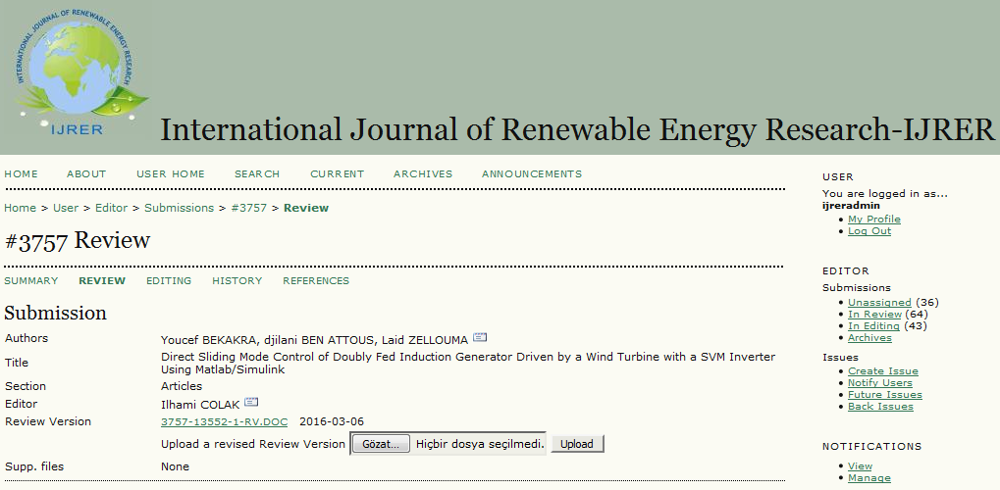 INTERNATIONAL JOURNAL OF RENEWABLE ENERGY RESEARCH
IJRER
International Journal of Renewable Energy Research-IJRER
HOME ABOUT USER HOME SEARCH CURRENT ARCHIVES ANNOUNCEMENTS
Home > User > Editor > Submissions > #3757 > Review
#3757 Review
SUMMARY REVIEW EDITING HISTORY REFERENCES
Submission
Authors Youcef BEKAKRA, djilani BEN ATTOUS, Laid ZELLOUMA
Title Direct Sliding Mode Control of Doubly Fed Induction Generator Driven by a Wind Turbine with a SVM Inverter
Using Matlab/Simulink
Section Articles
Editor Ilhami COLAK
Review Version 3757-13552-1-RV.DOC 2016-03-06
Upload a revised Review Version Gözat... Hiçbir dosya seçilmedi. Upload
Supp. files None
USER
You are logged in as...
ijreradmin
• My Profile
• Log Out
EDITOR
Submissions
• Unassigned (36)
• In Review (64)
• In Editing (43)
• Archives
Issues
• Create Issue
• Notify Users
• Future Issues
• Back Issues
NOTIFICATIONS
• View
• Manage